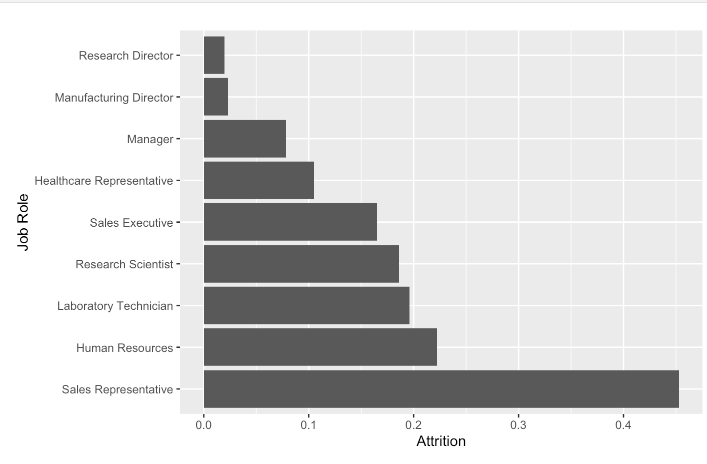 Research Director
Manufacturing Director
Manager
Healthcare Representative
Sales Executive
Research Scientist
Laboratory Technician
Human Resources
Sales Representative
Job Role
0.0 0.1 0.2 0.3 0.4
Attrition